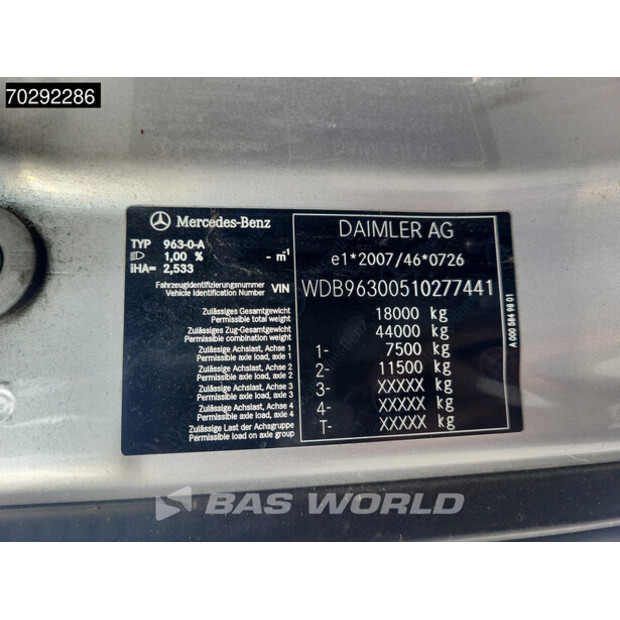 70292286
Mercedes-Benz
DAIMLER AG
TYP 963-0-A
1,00 % - m¹
IHA= 2,533
e1*2007/46*0726
Fahrzeugidentifizierungsnummer
Vehicle Identification Number VIN WDB96300510277441
Zulässiges Gesamtgewicht
Permissible total weight 18000 kg
Zulässiges Zug-Gesamtgewicht
Permissible combination weight 44000 kg
Zulässige Achslast, Achse 1
Permissible axle load, axle 1 1- 7500 kg
Zulässige Achslast, Achse 2
Permissible axle load, axle 2 2- 11500 kg
Zulässige Achslast, Achse 3
Permissible axle load, axle 3 3- XXXXX kg
Zulässige Achslast, Achse 4
Permissible axle load, axle 4 4- XXXXX kg
Zulässige Last der Achsgruppe
Permissible load on axle group T- XXXXX kg
A 000 584 98 01
BAS WORLD